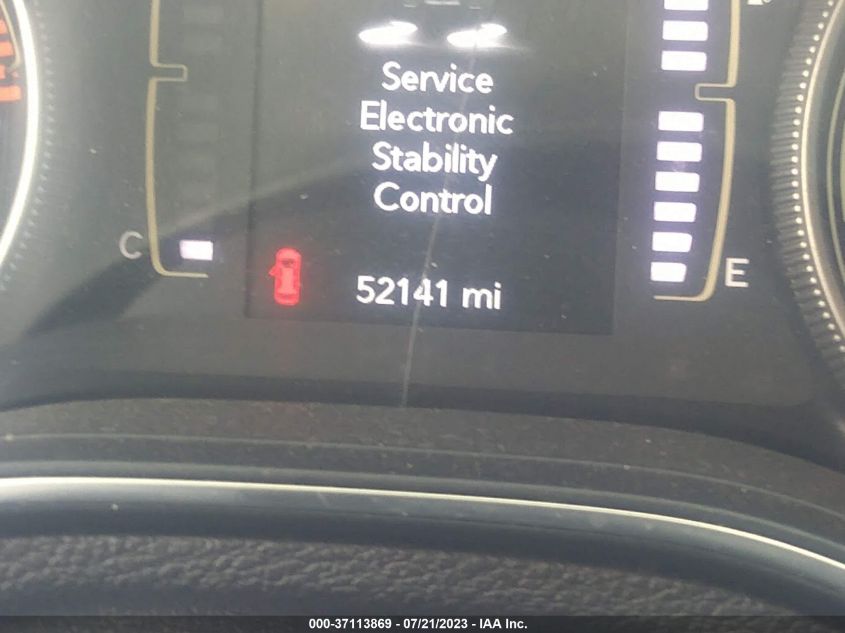 Service
Electronic
Stability
Control
C
E
52141 mi
000-37113869 - 07/21/2023 - IAA Inc.